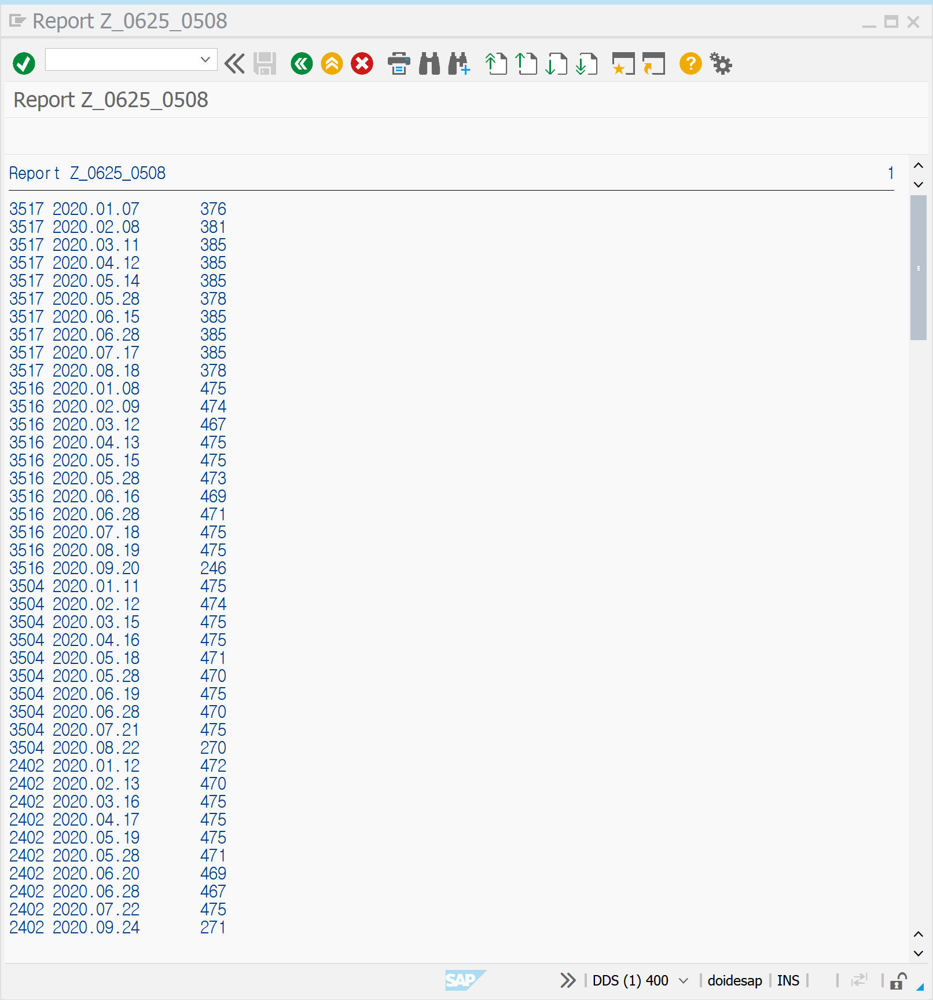 Report Z_0625_0508
Report Z_0625_0508
Report Z_0625_0508 1
3517 2020.01.07 376
3517 2020.02.08 381
3517 2020.03.11 385
3517 2020.04.12 385
3517 2020.05.14 385
3517 2020.05.28 378
3517 2020.06.15 385
3517 2020.06.28 385
3517 2020.07.17 385
3517 2020.08.18 378
3516 2020.01.08 475
3516 2020.02.09 474
3516 2020.03.12 467
3516 2020.04.13 475
3516 2020.05.15 475
3516 2020.05.28 473
3516 2020.06.16 469
3516 2020.06.28 471
3516 2020.07.18 475
3516 2020.08.19 475
3516 2020.09.20 246
3504 2020.01.11 475
3504 2020.02.12 474
3504 2020.03.15 475
3504 2020.04.16 475
3504 2020.05.18 471
3504 2020.05.28 470
3504 2020.06.19 475
3504 2020.06.28 470
3504 2020.07.21 475
3504 2020.08.22 270
2402 2020.01.12 472
2402 2020.02.13 470
2402 2020.03.16 475
2402 2020.04.17 475
2402 2020.05.19 475
2402 2020.05.28 471
2402 2020.06.20 469
2402 2020.06.28 467
2402 2020.07.22 475
2402 2020.09.24 271
SAP DDS (1) 400 doidesap INS